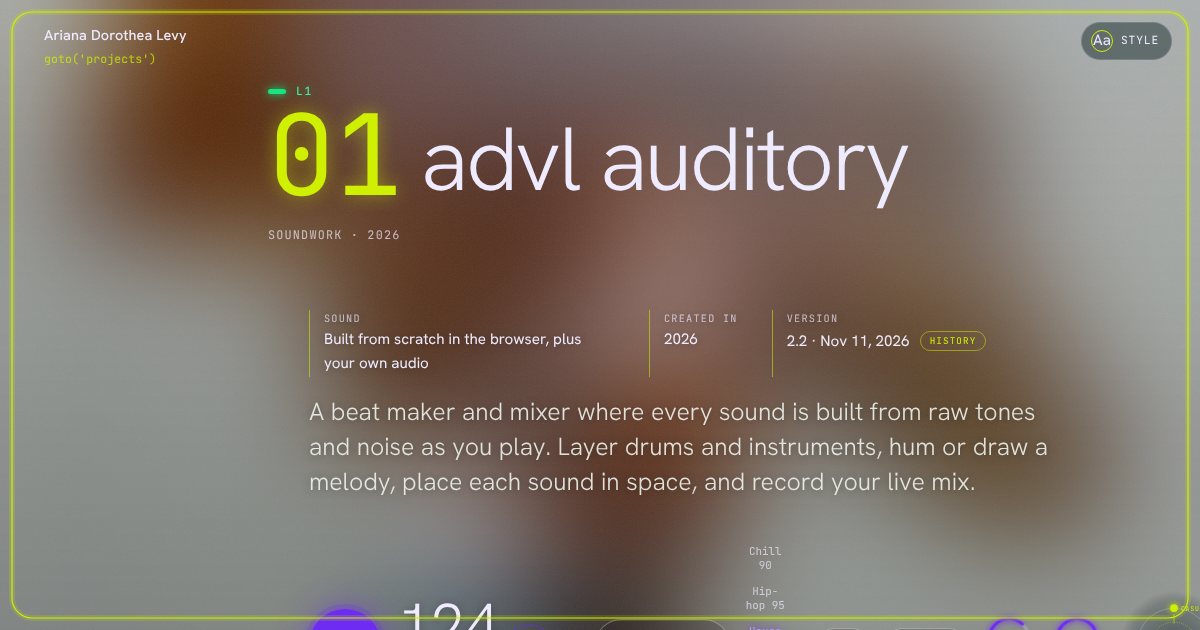 Ariana Dorothea Levy
goto('projects')
Aa STYLE
L1
01 advl auditory
SOUNDWORK · 2026
SOUND
Built from scratch in the browser, plus
your own audio
CREATED IN
2026
VERSION
2.2 · Nov 11, 2026 HISTORY
A beat maker and mixer where every sound is built from raw tones
and noise as you play. Layer drums and instruments, hum or draw a
melody, place each sound in space, and record your live mix.
Chill
90
Hip-
hop 95
124